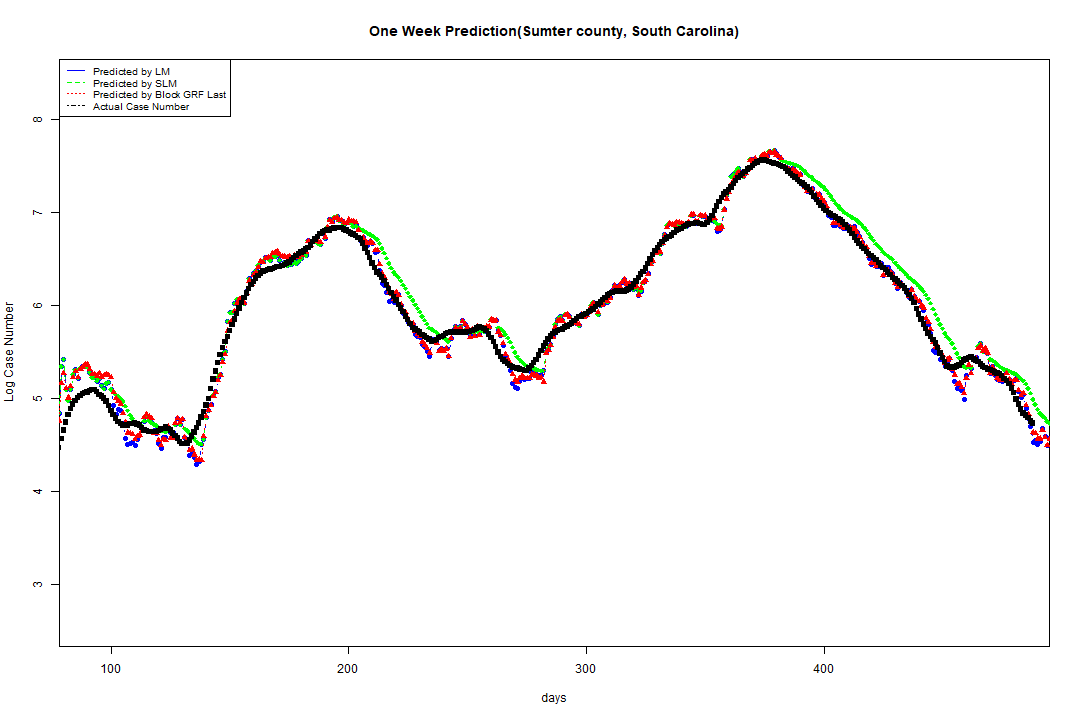 One Week Prediction(Sumter county, South Carolina)
Predicted by LM
Predicted by SLM
Predicted by Block GRF Last
Actual Case Number
8
7
6
5
4
3
Log Case Number
100 200 300 400
days